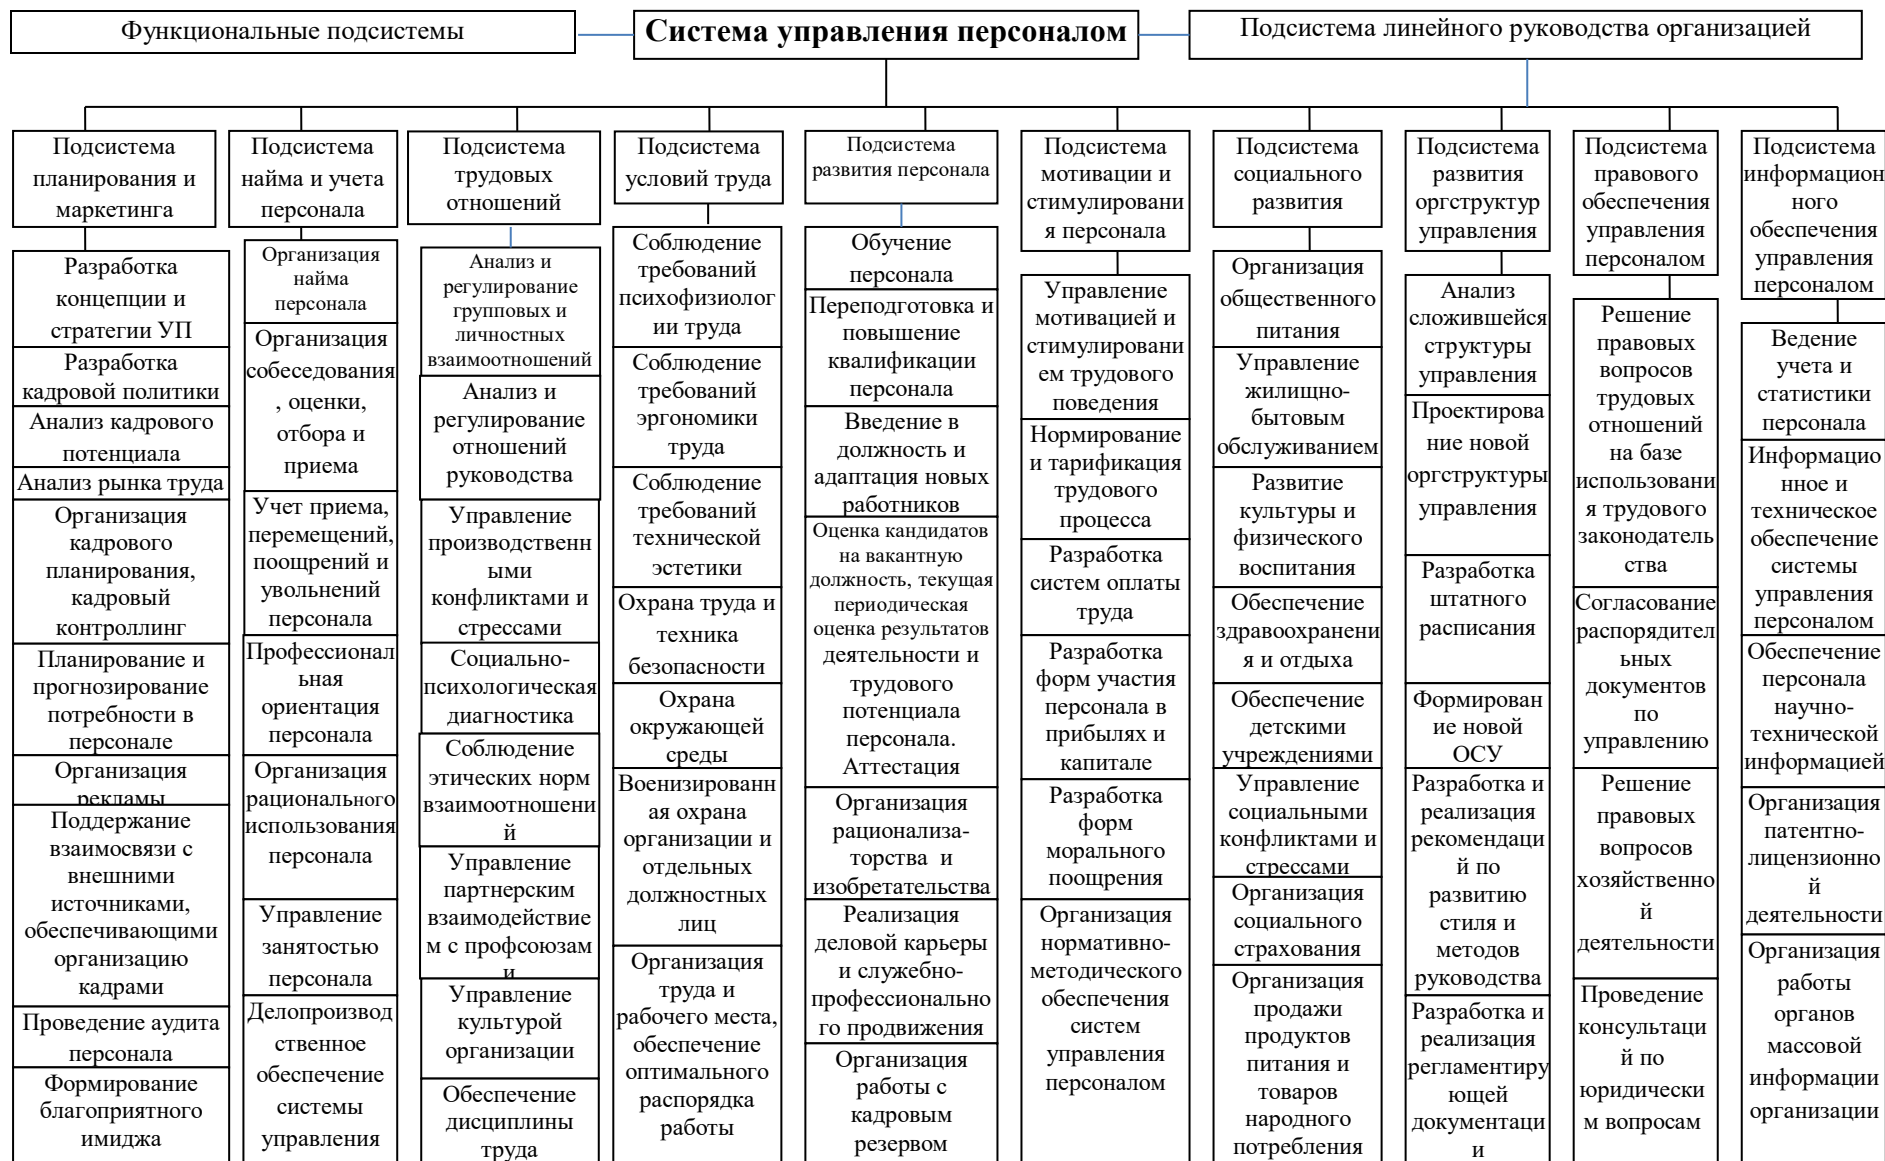 Функциональные подсистемы
Система управления персоналом
Подсистема линейного руководства организацией
Подсистема
планирования и
маркетинга
Разработка
концепции и
стратегии УП
Разработка
кадровой политики
Анализ кадрового
потенциала
Анализ рынка труда
Организация
кадрового
планирования,
кадровый
контроллинг
Планирование и
прогнозирование
потребности в
персонале
Организация
рекламы
Поддержание
взаимосвязи с
внешними
источниками,
обеспечивающими
организацию
кадрами
Проведение аудита
персонала
Формирование
благоприятного
имиджа
Подсистема
найма и учета
персонала
Организация
найма
персонала
Организация
собеседования
, оценки,
отбора и
приема
Учет приема,
перемещений,
поощрений и
увольнений
персонала
Профессионал
ьная
ориентация
персонала
Организация
рационального
использования
персонала
Управление
занятостью
персонала
Делопроизвод
ственное
обеспечение
системы
управления
Подсистема
трудовых
отношений
Анализ и
регулирование
групповых и
личностных
взаимоотношений
Анализ и
регулирование
отношений
руководства
Управление
производственн
ыми
конфликтами и
стрессами
Социально-
психологическая
диагностика
Соблюдение
этических норм
взаимоотношени
й
Управление
партнерским
взаимодействие
м с профсоюзам
и
Управление
культурой
организации
Обеспечение
дисциплины
труда
Подсистема
условий труда
Соблюдение
требований
психофизиолог
ии труда
Соблюдение
требований
эргономики
труда
Соблюдение
требований
технической
эстетики
Охрана труда и
техника
безопасности
Охрана
окружающей
среды
Военизированн
ая охрана
организации и
отдельных
должностных
лиц
Организация
труда и
рабочего места,
обеспечение
оптимального
распорядка
работы
Подсистема
развития персонала
Обучение
персонала
Переподготовка и
повышение
квалификации
персонала
Введение в
должность и
адаптация новых
работников
Оценка кандидатов
на вакантную
должность, текущая
периодическая
оценка результатов
деятельности и
трудового
потенциала
персонала.
Аттестация
Организация
рационализа-
торства и
изобретательства
Реализация
деловой карьеры
и служебно-
профессионально
го продвижения
Организация
работы с
кадровым
резервом
Подсистема
мотивации и
стимулировани
я персонала
Управление
мотивацией и
стимулировани
ем трудового
поведения
Нормирование
и тарификация
трудового
процесса
Разработка
систем оплаты
труда
Разработка
форм участия
персонала в
прибылях и
капитале
Разработка
форм
морального
поощрения
Организация
нормативно-
методического
обеспечения
систем
управления
персоналом
Подсистема
социального
развития
Организация
общественного
питания
Управление
жилищно-
бытовым
обслуживанием
Развитие
культуры и
физического
воспитания
Обеспечение
здравоохранени
я и отдыха
Обеспечение
детскими
учреждениями
Управление
социальными
конфликтами и
стрессами
Организация
социального
страхования
Организация
продажи
продуктов
питания и
товаров
народного
потребления
Подсистема
развития
оргструктур
управления
Анализ
сложившейся
структуры
управления
Проектирова
ние новой
оргструктуры
управления
Разработка
штатного
расписания
Формирован
ие новой
ОСУ
Разработка и
реализация
рекомендаци
й по
развитию
стиля и
методов
руководства
Разработка и
реализация
регламентиру
ющей
документаци
и
Подсистема
правового
обеспечения
управления
персоналом
Решение
правовых
вопросов
трудовых
отношений
на базе
использовани
я трудового
законодатель
ства
Согласование
распорядител
ьных
документов
по
управлению
Решение
правовых
вопросов
хозяйственно
й
деятельности
Проведение
консультаци
й по
юридически
м вопросам
Подсистема
информацион
ного
обеспечения
управления
персоналом
Ведение
учета и
статистики
персонала
Информацио
нное и
техническое
обеспечение
системы
управления
персоналом
Обеспечение
персонала
научно-
технической
информацией
Организация
патентно-
лицензионно
й
деятельности
Организация
работы
органов
массовой
информации
организации